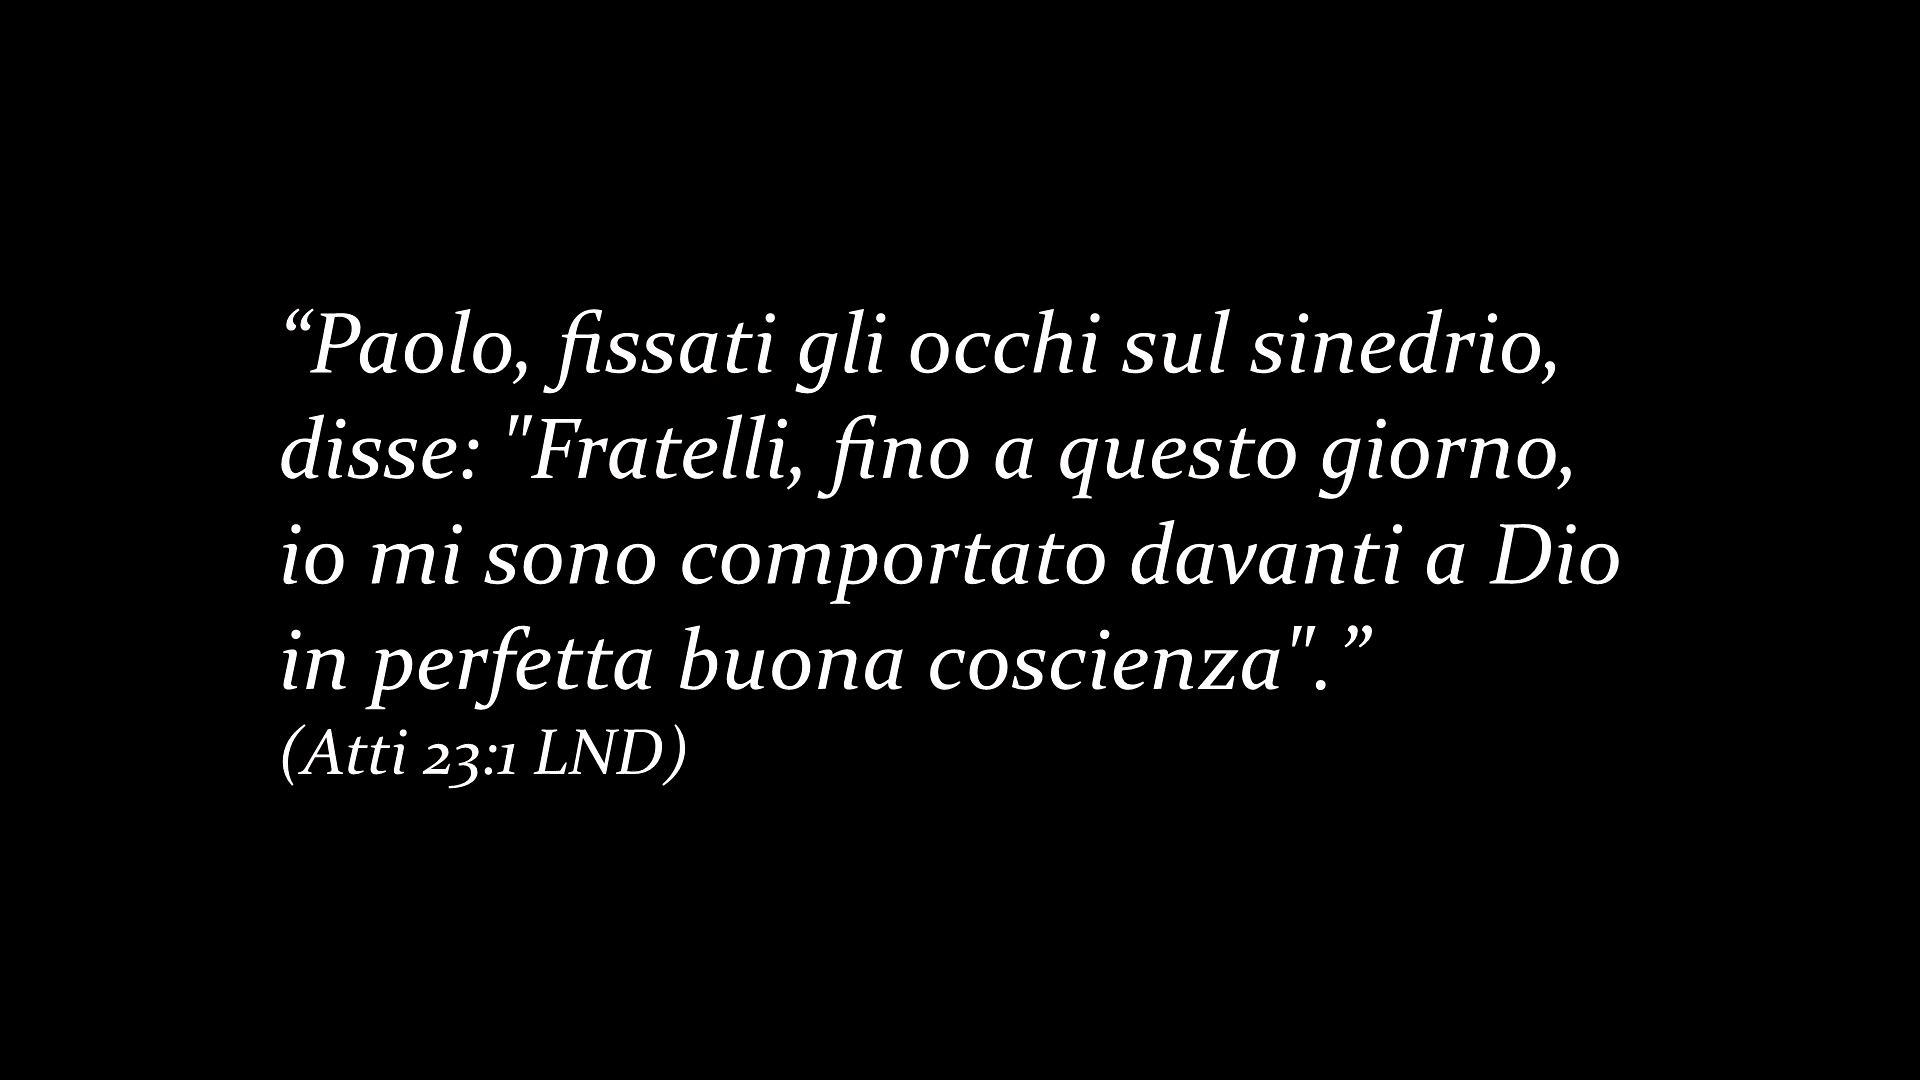 “Paolo, fissati gli occhi sul sinedrio,
disse: "Fratelli, fino a questo giorno,
io mi sono comportato davanti a Dio
in perfetta buona coscienza".”
(Atti 23:1 LND)